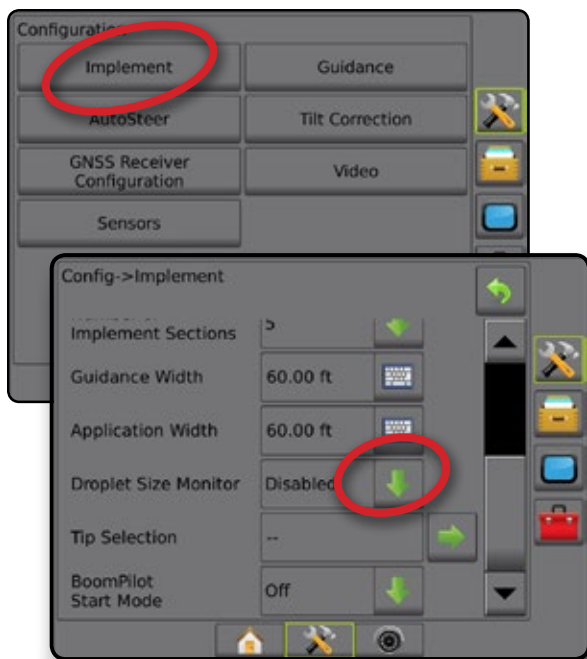 Configuration
Implement
Guidance
AutoSteer
Tilt Correction
GNSS Receiver
Configuration
Video
Sensors
Config->Implement
Implement Sections
5
Guidance Width
60.00 ft
Application Width
60.00 ft
Droplet Size Monitor
Disabled
Tip Selection
--
BoomPilot
Start Mode
Off